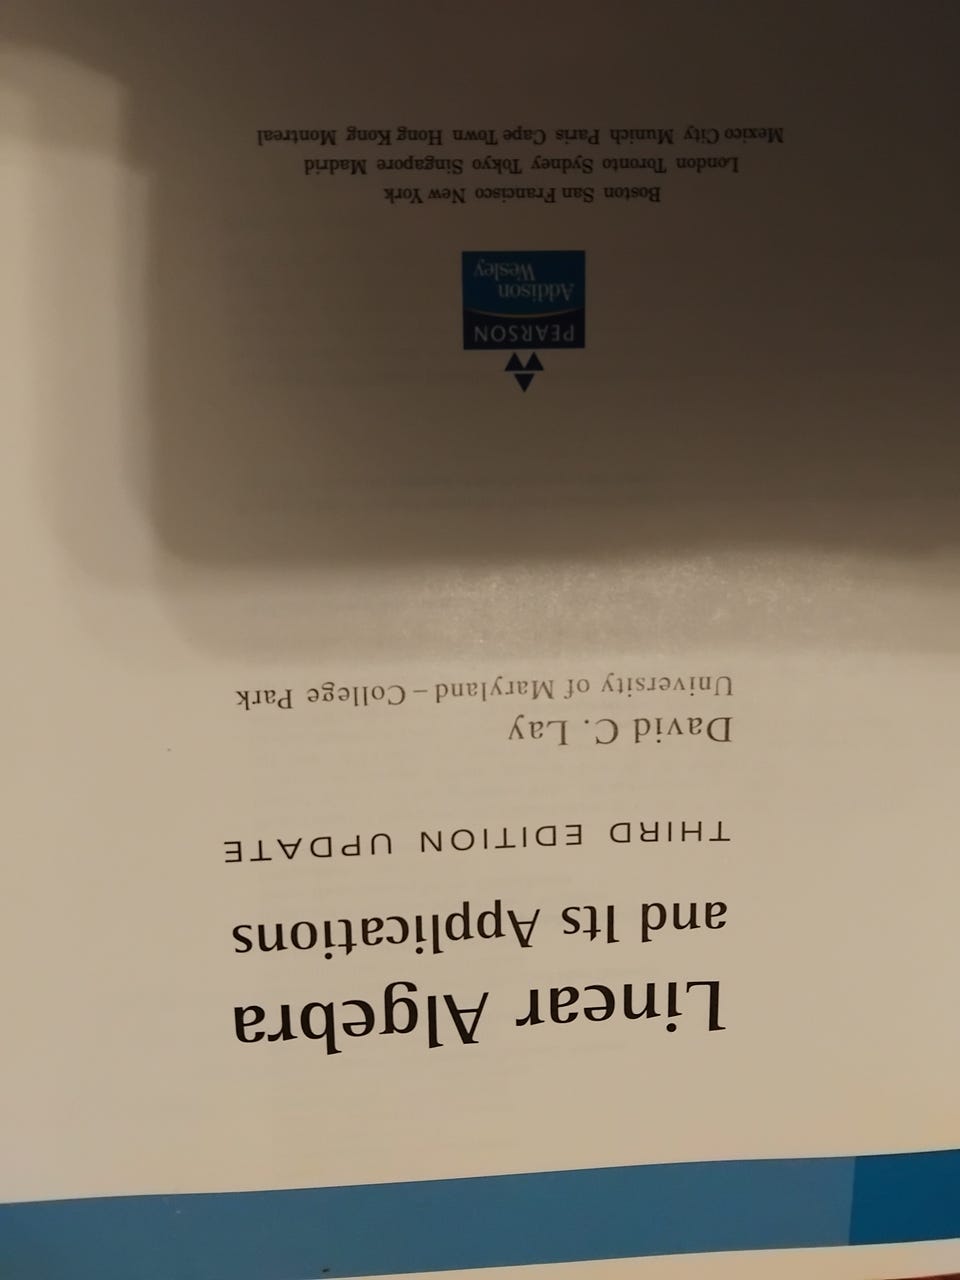 Linear Algebra
and Its Applications
THIRD EDITION UPDATE
David C. Lay
University of Maryland – College Park
PEARSON
Addison
Wesley
Boston San Francisco New York
London Toronto Sydney Tokyo Singapore Madrid
Mexico City Munich Paris Cape Town Hong Kong Montreal